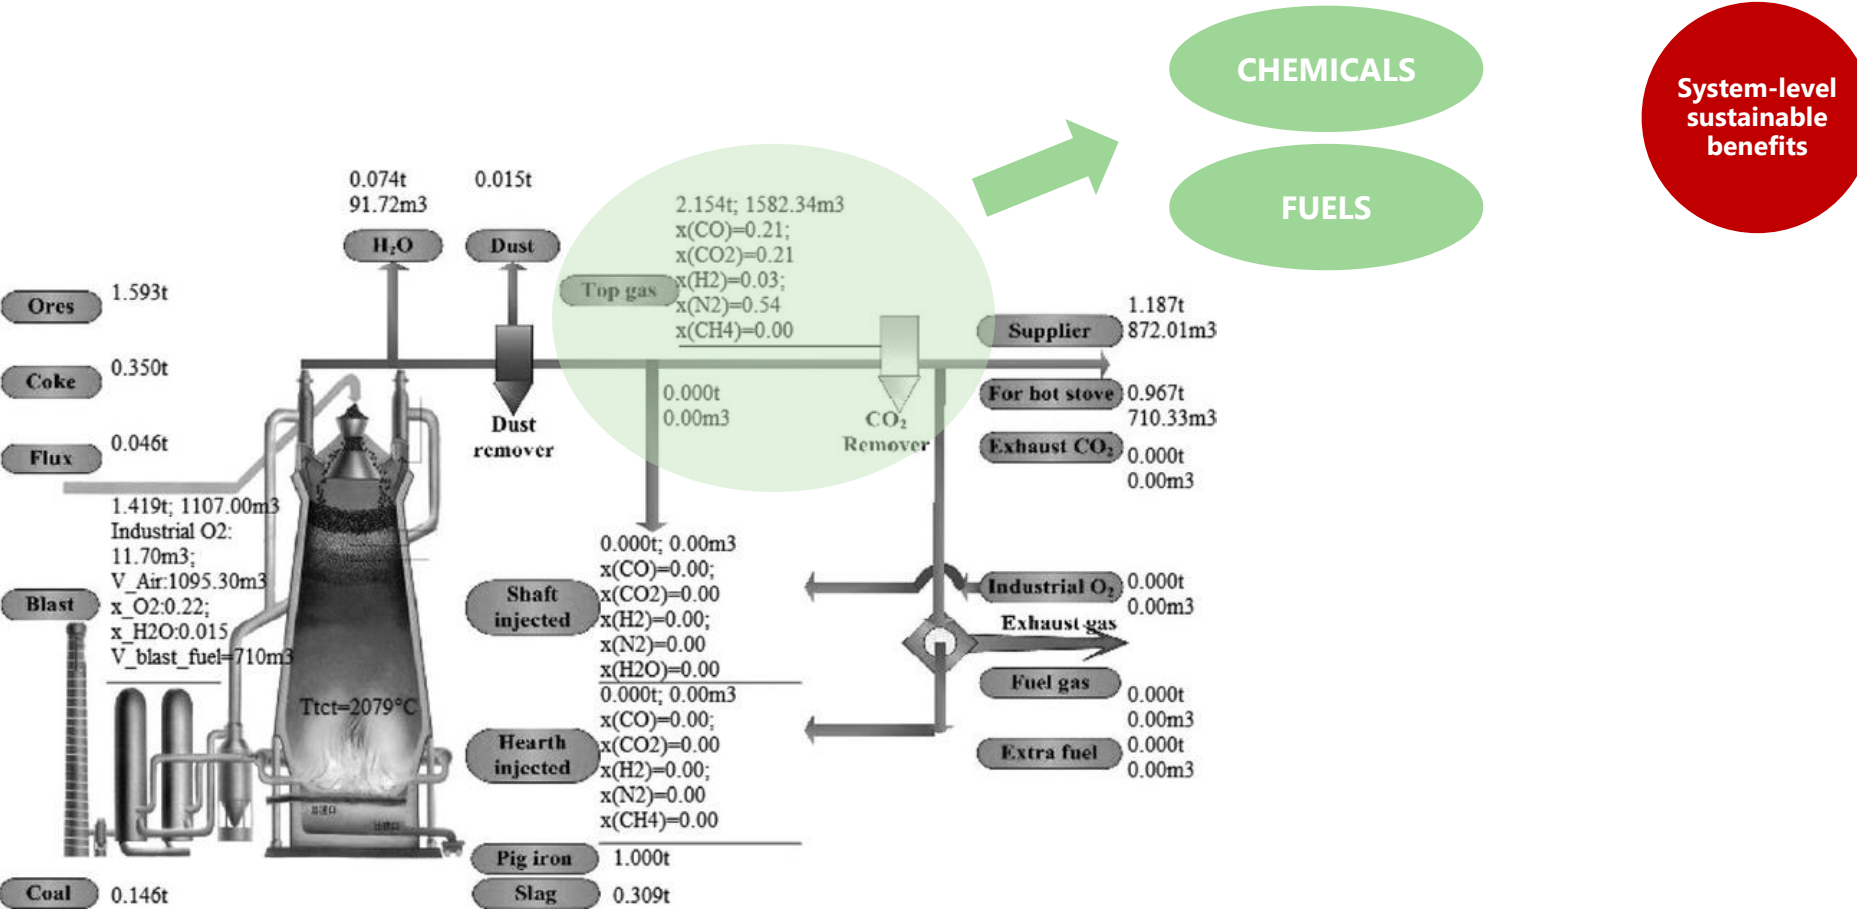 CHEMICALS
FUELS
System-level
sustainable
benefits
0.074t
91.72m3
H₂O
0.015t
Dust
Top gas
2.154t; 1582.34m3
x(CO)=0.21;
x(CO2)=0.21
x(H2)=0.03;
x(N2)=0.54
x(CH4)=0.00
Ores
1.593t
Coke
0.350t
Flux
0.046t
Dust
remover
0.000t
0.00m3
CO₂
Remover
Supplier
1.187t
872.01m3
For hot stove
0.967t
710.33m3
Exhaust CO₂
0.000t
0.00m3
Blast
1.419t; 1107.00m3
Industrial O2:
11.70m3;
V_Air:1095.30m3
x_O2:0.22;
x_H2O:0.015
V_blast_fuel=710m3
Ttct=2079°C
Shaft
injected
0.000t; 0.00m3
x(CO)=0.00;
x(CO2)=0.00
x(H2)=0.00;
x(N2)=0.00
x(H2O)=0.00
Hearth
injected
0.000t; 0.00m3
x(CO)=0.00;
x(CO2)=0.00
x(H2)=0.00;
x(N2)=0.00
x(CH4)=0.00
Industrial O₂
0.000t
0.00m3
Exhaust gas
Fuel gas
0.000t
0.00m3
Extra fuel
0.000t
0.00m3
Pig iron
1.000t
Slag
0.309t
Coal
0.146t